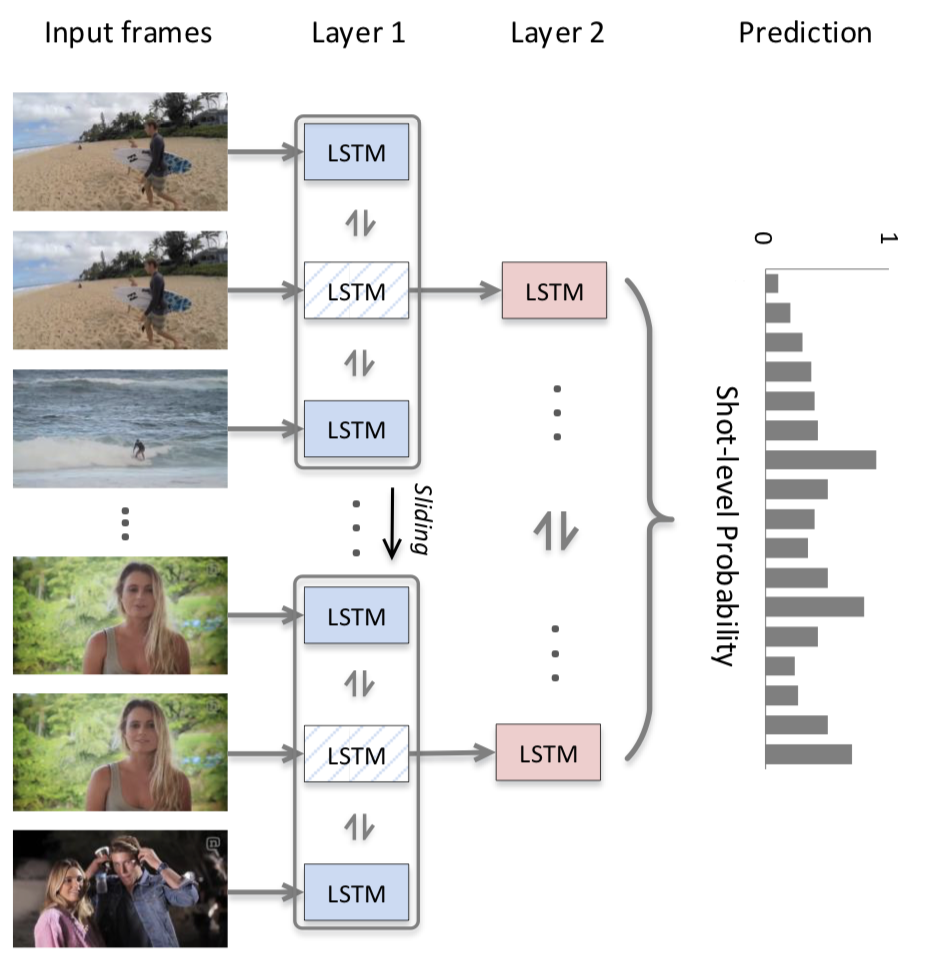 Input frames
Layer 1
Layer 2
Prediction
LSTM
LSTM
LSTM
LSTM
LSTM
Sliding
LSTM
LSTM
LSTM
LSTM
0
1
Shot-level Probability